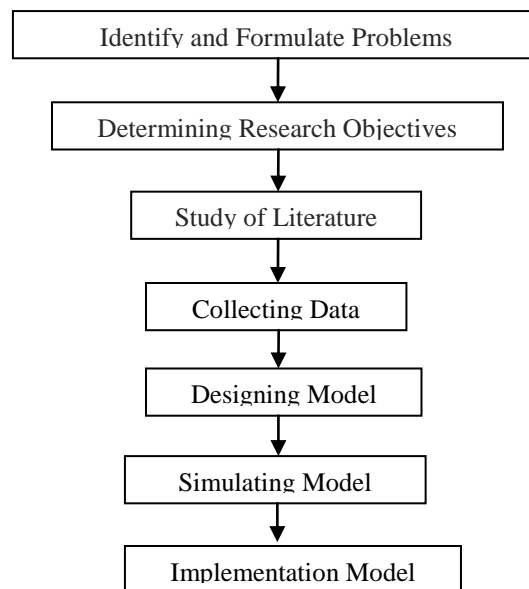 Identify and Formulate Problems
Determining Research Objectives
Study of Literature
Collecting Data
Designing Model
Simulating Model
Implementation Model